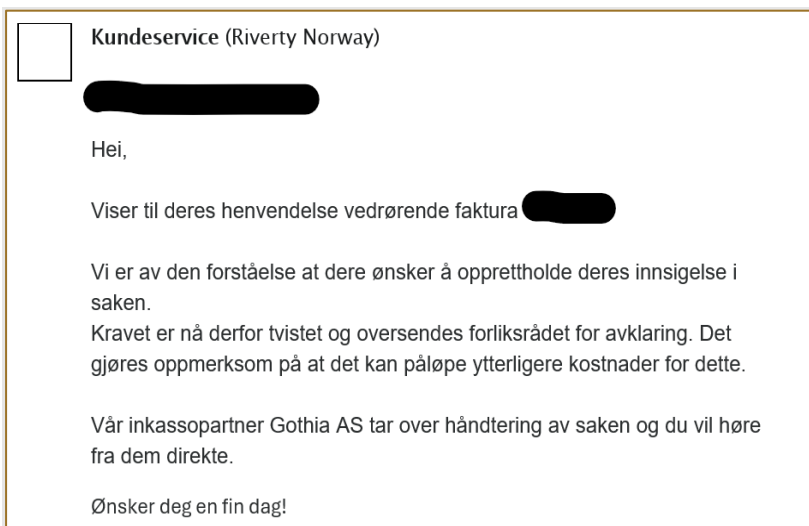 Kundeservice (Riverty Norway)
Hei,
Viser til deres henvendelse vedrørende faktura
Vi er av den forståelse at dere ønsker å opprettholde deres innsigelse i
saken.
Kravet er nå derfor tvistet og oversendes forliksrådet for avklaring. Det
gjøres oppmerksom på at det kan påløpe ytterligere kostnader for dette.
Vår inkassopartner Gothia AS tar over håndtering av saken og du vil høre
fra dem direkte.
Ønsker deg en fin dag!